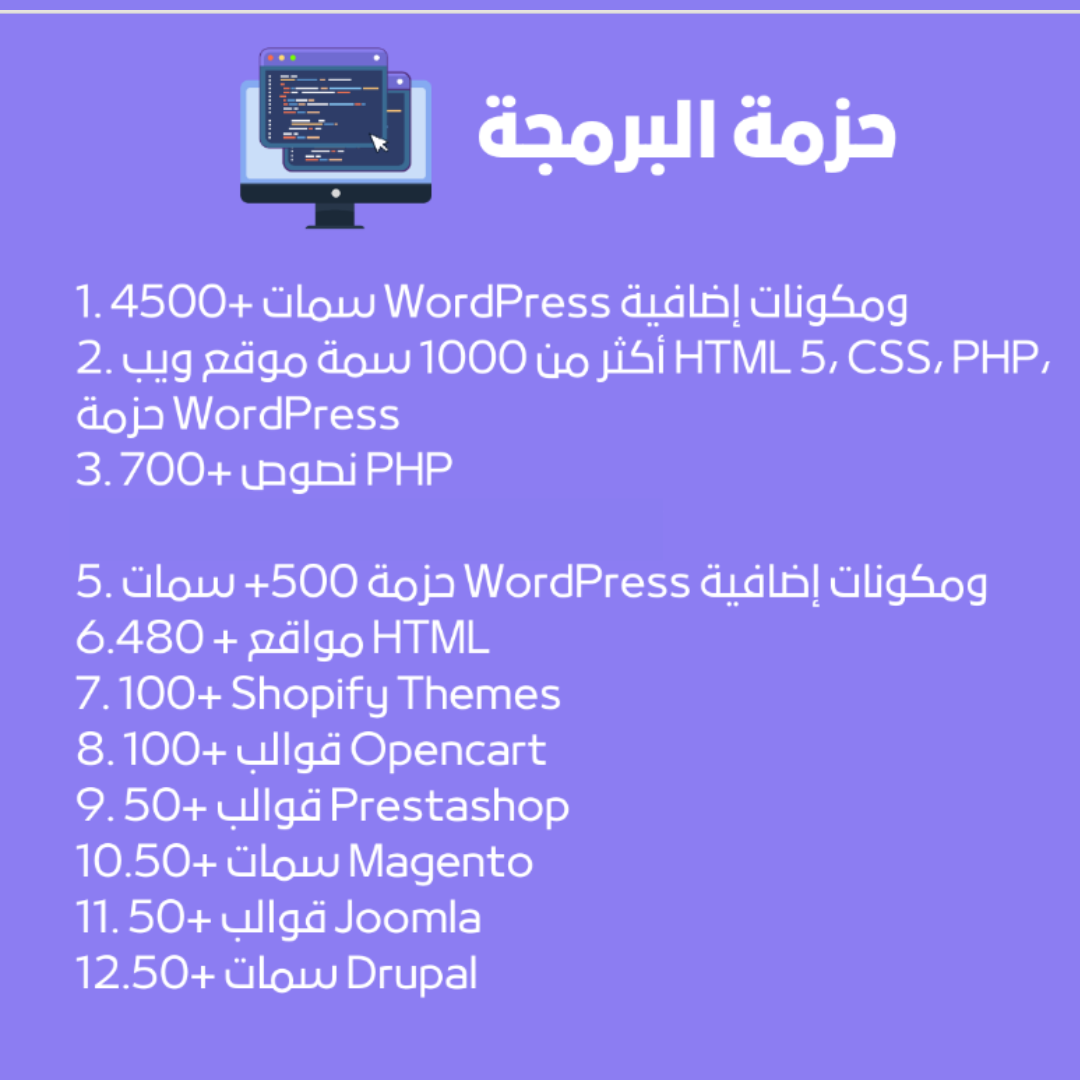 حزمة البرمجة
1. 4500+ سمات WordPress ومكونات إضافية
2. أكثر من 1000 سمة موقع ويب HTML 5، CSS، PHP،
حزمة WordPress
3. 700+ نصوص PHP
5. حزمة 500+ سمات WordPress ومكونات إضافية
6.480 + مواقع HTML
7. 100+ Shopify Themes
8. 100+ قوالب Opencart
9. 50+ قوالب Prestashop
10.50+ سمات Magento
11. 50+ قوالب Joomla
12.50+ سمات Drupal